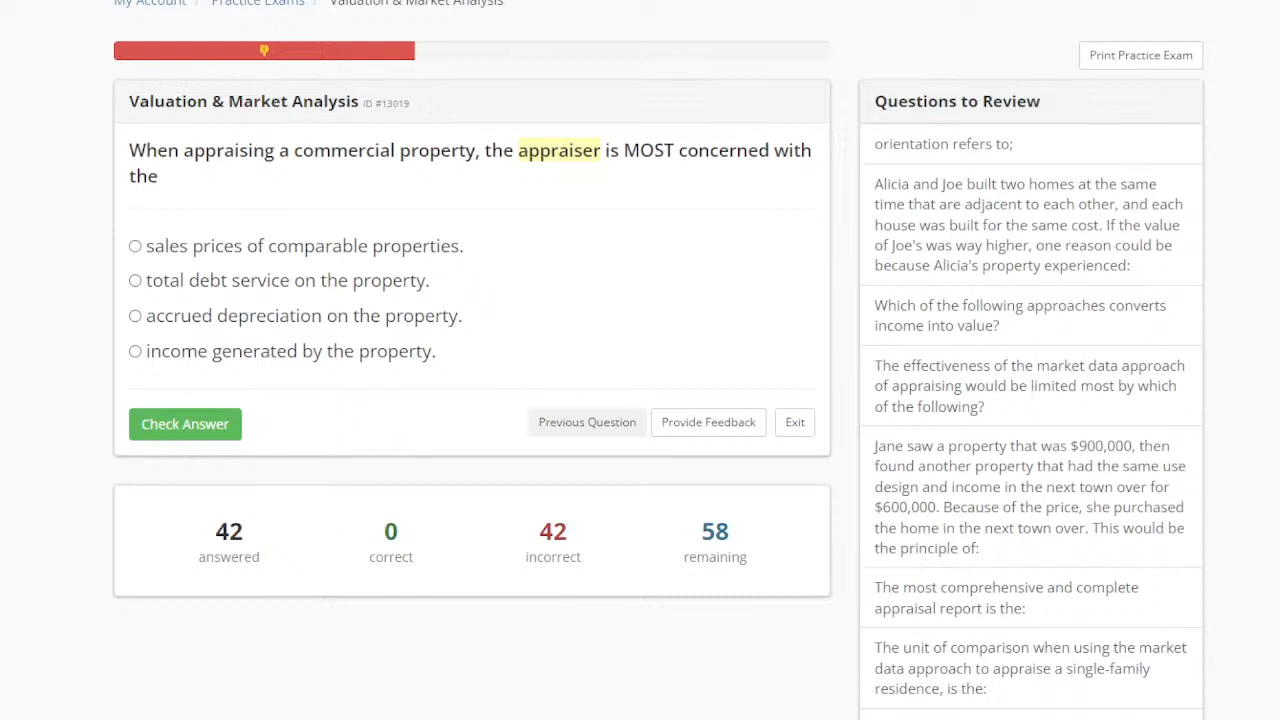 My Account / Practice Exams / Valuation & Market Analysis
Print Practice Exam
Valuation & Market Analysis ID #13019
When appraising a commercial property, the appraiser is MOST concerned with
the
sales prices of comparable properties.
total debt service on the property.
accrued depreciation on the property.
income generated by the property.
Check Answer
Previous Question
Provide Feedback
Exit
42
answered
0
correct
42
incorrect
58
remaining
Questions to Review
orientation refers to;
Alicia and Joe built two homes at the same
time that are adjacent to each other, and each
house was built for the same cost. If the value
of Joe's was way higher, one reason could be
because Alicia's property experienced:
Which of the following approaches converts
income into value?
The effectiveness of the market data approach
of appraising would be limited most by which
of the following?
Jane saw a property that was $900,000, then
found another property that had the same use
design and income in the next town over for
$600,000. Because of the price, she purchased
the home in the next town over. This would be
the principle of:
The most comprehensive and complete
appraisal report is the:
The unit of comparison when using the market
data approach to appraise a single-family
residence, is the: